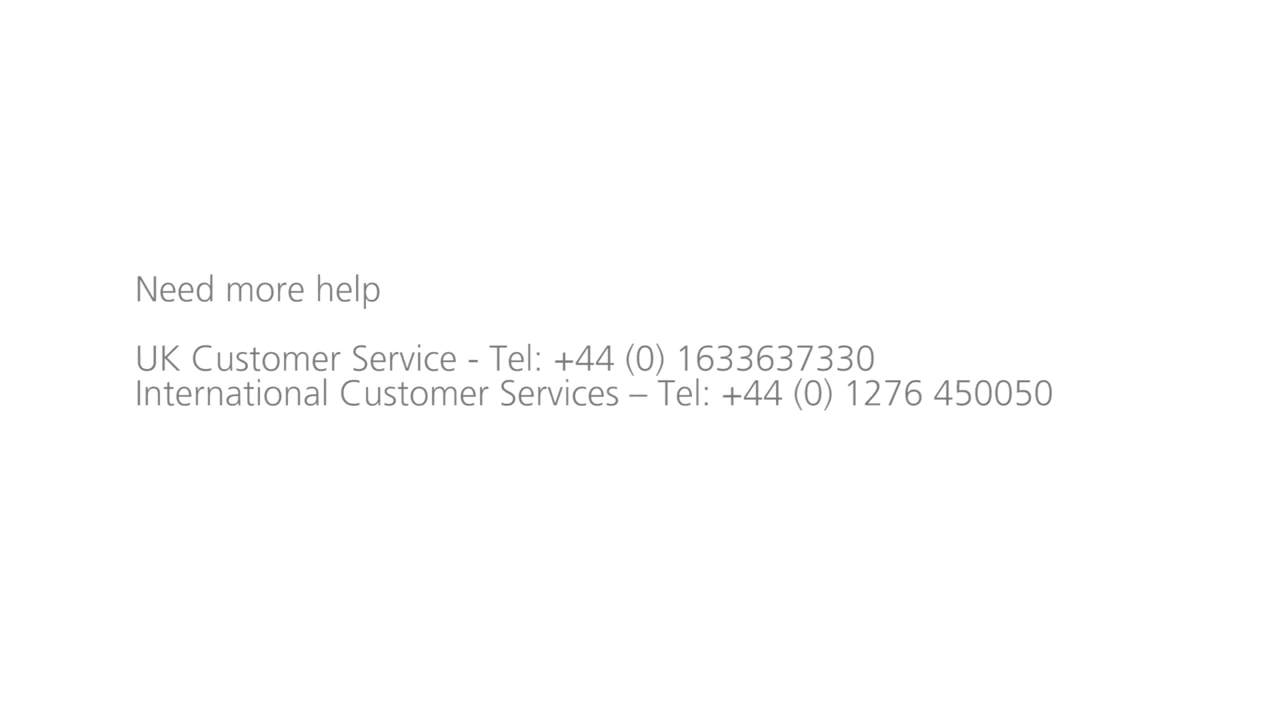 Need more help
UK Customer Service - Tel: +44 (0) 1633637330
International Customer Services – Tel: +44 (0) 1276 450050